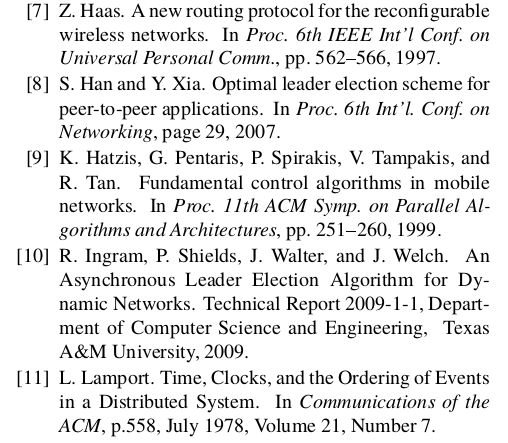 [7] Z. Haas. A new routing protocol for the reconfigurable
wireless networks. In Proc. 6th IEEE Int'l Conf. on
Universal Personal Comm., pp. 562–566, 1997.
[8] S. Han and Y. Xia. Optimal leader election scheme for
peer-to-peer applications. In Proc. 6th Int'l. Conf. on
Networking, page 29, 2007.
[9] K. Hatzis, G. Pentaris, P. Spirakis, V. Tampakis, and
R. Tan. Fundamental control algorithms in mobile
networks. In Proc. 11th ACM Symp. on Parallel Al-
gorithms and Architectures, pp. 251–260, 1999.
[10] R. Ingram, P. Shields, J. Walter, and J. Welch. An
Asynchronous Leader Election Algorithm for Dy-
namic Networks. Technical Report 2009-1-1, Depart-
ment of Computer Science and Engineering, Texas
A&M University, 2009.
[11] L. Lamport. Time, Clocks, and the Ordering of Events
in a Distributed System. In Communications of the
ACM, p.558, July 1978, Volume 21, Number 7.